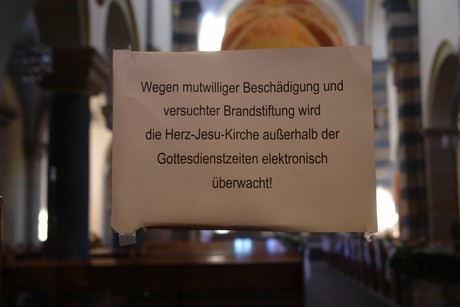 Wegen mutwilliger Beschädigung und
versuchter Brandstiftung wird
die Herz-Jesu-Kirche außerhalb der
Gottesdienstzeiten elektronisch
überwacht!